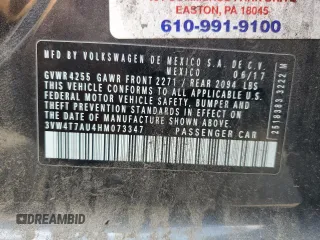 EASTON, PA 18045
610-991-9100
MFD BY VOLKSWAGEN DE MEXICO S.A. DE C.V.
MEXICO 06/17
GVWR 4255 GAWR FRONT 2271 / REAR 2094 LBS
THIS VEHICLE CONFORMS TO ALL APPLICABLE
FEDERAL MOTOR VEHICLE SAFETY, BUMPER AND
THEFT PREVENTION STANDARDS IN EFFECT ON THE
DATE OF MANUFACTURE SHOWN ABOVE.
3VW4T7AU4HM073347 PASSENGER CAR
DREAMBID